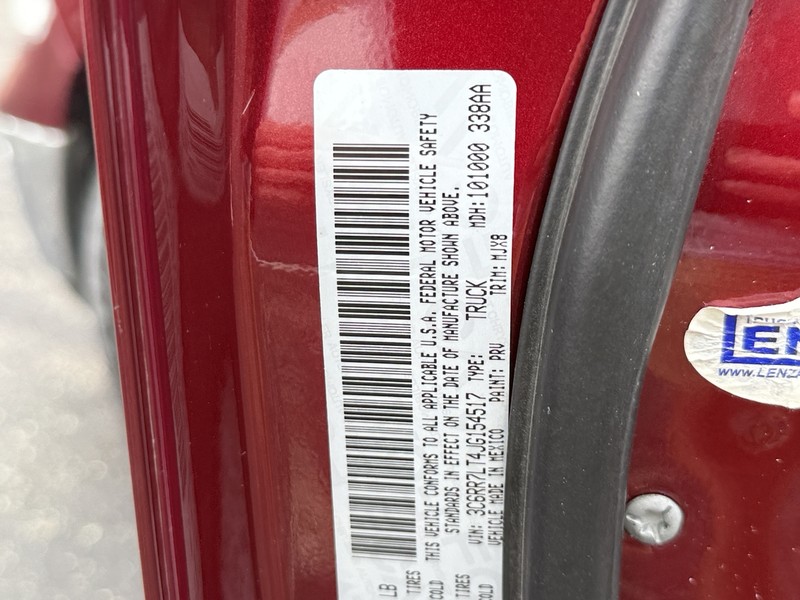 LB
TIRES
COLD
THIS VEHICLE CONFORMS TO ALL APPLICABLE U.S.A. FEDERAL MOTOR VEHICLE SAFETY
STANDARDS IN EFFECT ON THE DATE OF MANUFACTURE SHOWN ABOVE.
VIN: 3C6RR7LT4JG154517 TYPE: TRUCK MDH:101000 338AA
VEHICLE MADE IN MEXICO PAINT: PRV TRIM: MJX8
TIRES
COLD
LEN
www.LENZA